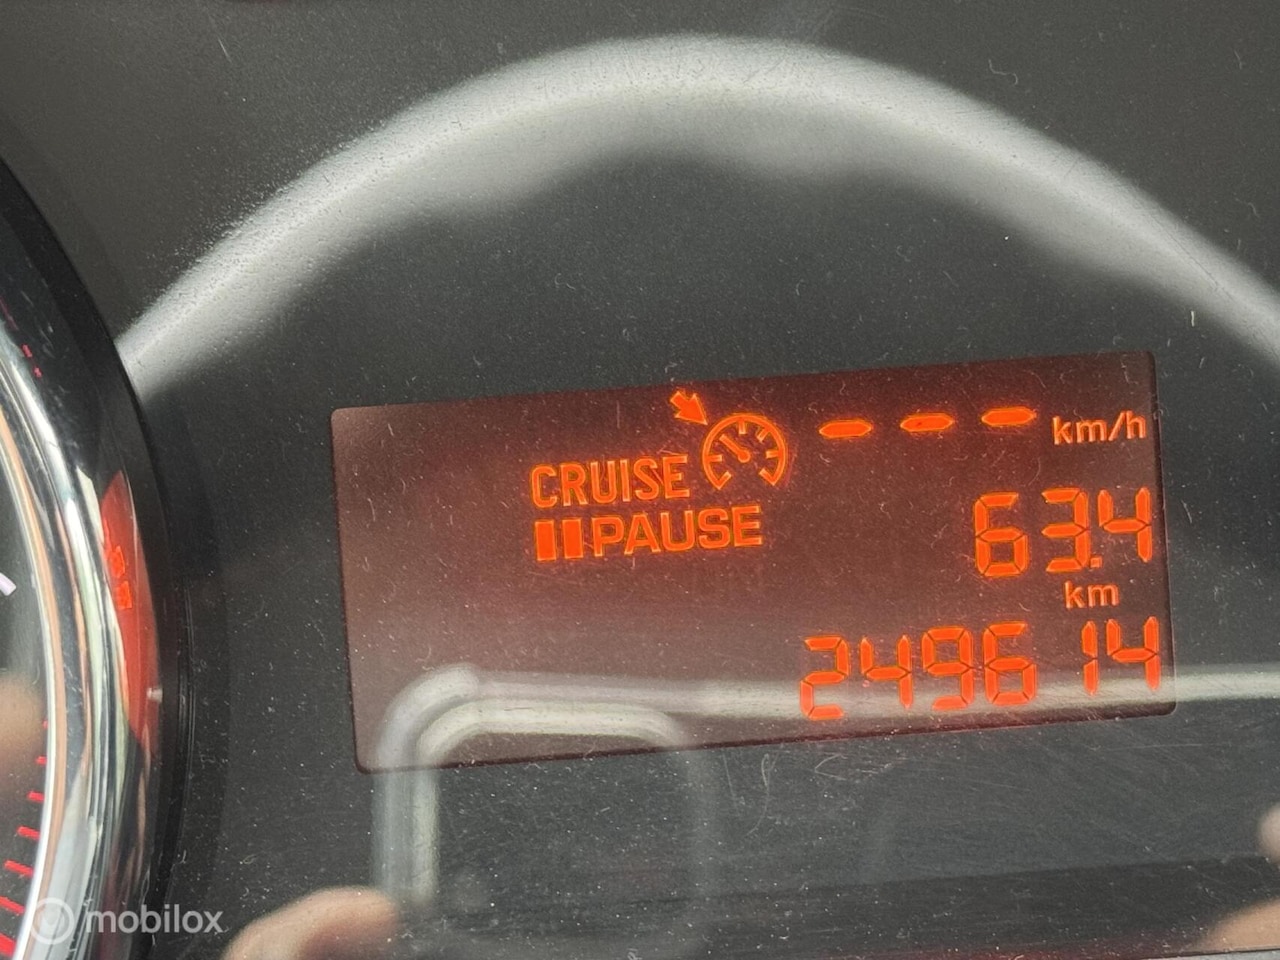 --- km/h
CRUISE
PAUSE
63.4
km
249614
mobilox